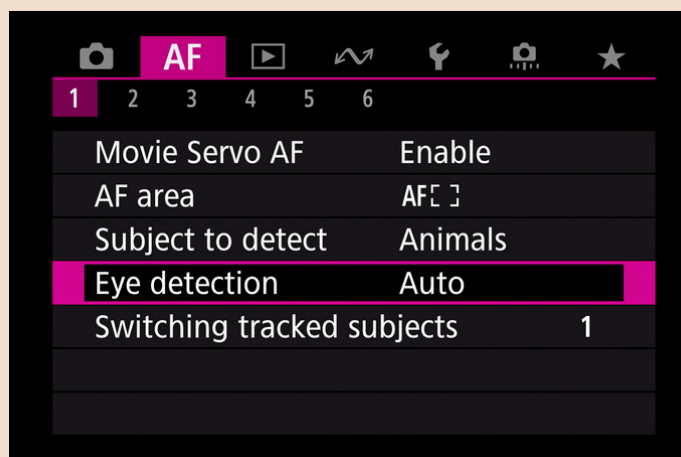 AF
1 2 3 4 5 6
Movie Servo AF Enable
AF area AF[ ]
Subject to detect Animals
Eye detection Auto
Switching tracked subjects 1